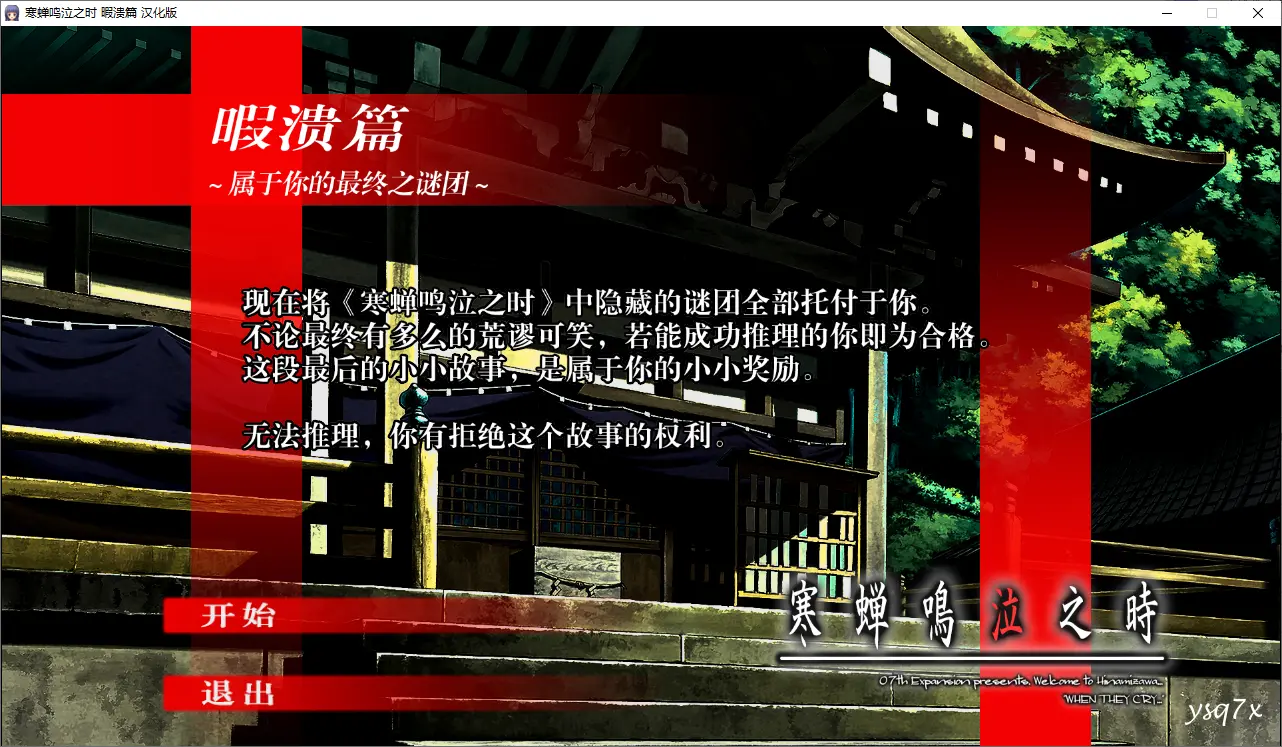 寒蝉鸣泣之时 暇溃篇 汉化版
暇溃篇
~ 属于你的最终之谜团 ~
现在将《寒蝉鸣泣之时》中隐藏的谜团全部托付于你。
不论最终有多么的荒谬可笑，若能成功推理的你即为合格。
这段最后的小小故事，是属于你的小小奖励。
无法推理，你有拒绝这个故事的权利。
开始
退出
寒蝉鳴泣之時
07th Expansion presents. Welcome to Hinamizawa...
"WHEN THEY CRY..."
ysq7x